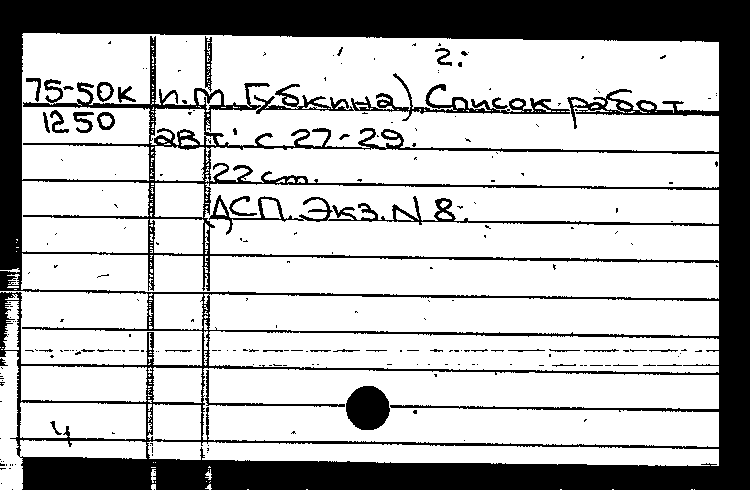 2.
75-50к и.м. Губкина) Список работ
1250
авт.: с. 27-29.
22 см.
ДСП. Экз. N 8.
4